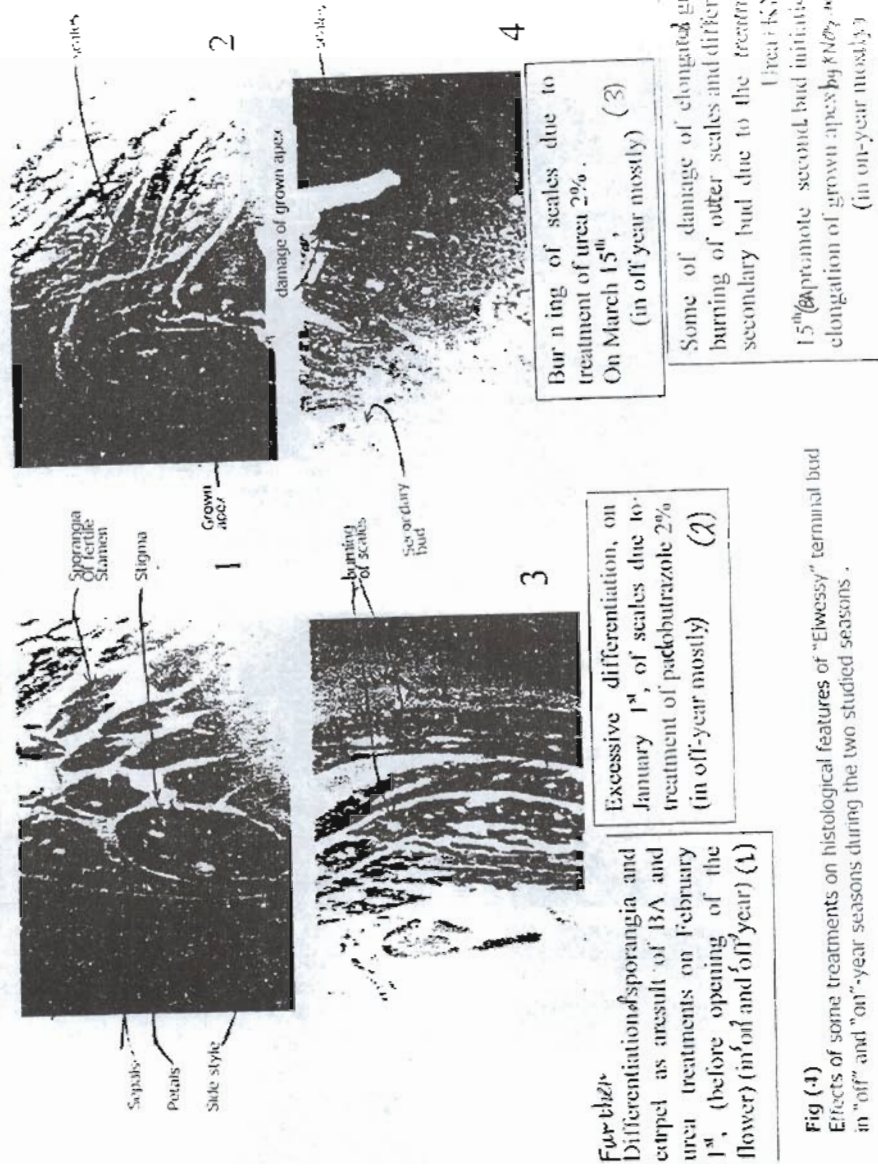 Sepals
Petals
Side style
Sporangia
Of fertile
Stamen
Stigma
1
Grown
apex
scales
2
burning
of scales
3
damage of grown apex
Secordary
bud
scales
4
Further
Differentiation of sporangia and
carpel as aresult of BA and
urea treatments on February
1st, (before opening of the
flower) (in "on" and "off" year) (1)
Excessive differentiation, on
January 1st, of scales due to
treatment of paclobutrazole 2%
(in off-year mostly) (2)
Bur n ing of scales due to
treatment of urea 2% .
On March 15th, (3)
(in off year mostly)
Some of damage of elongated
burning of outer scales and
secondary bud due to the
15th (BA promote second bud
elongation of grown apex by KNO3
(in on-year mostly)
Fig (4)
Effects of some treatments on histological features of "Elwessy" terminal bud
in "off" and "on"-year seasons during the two studied seasons .